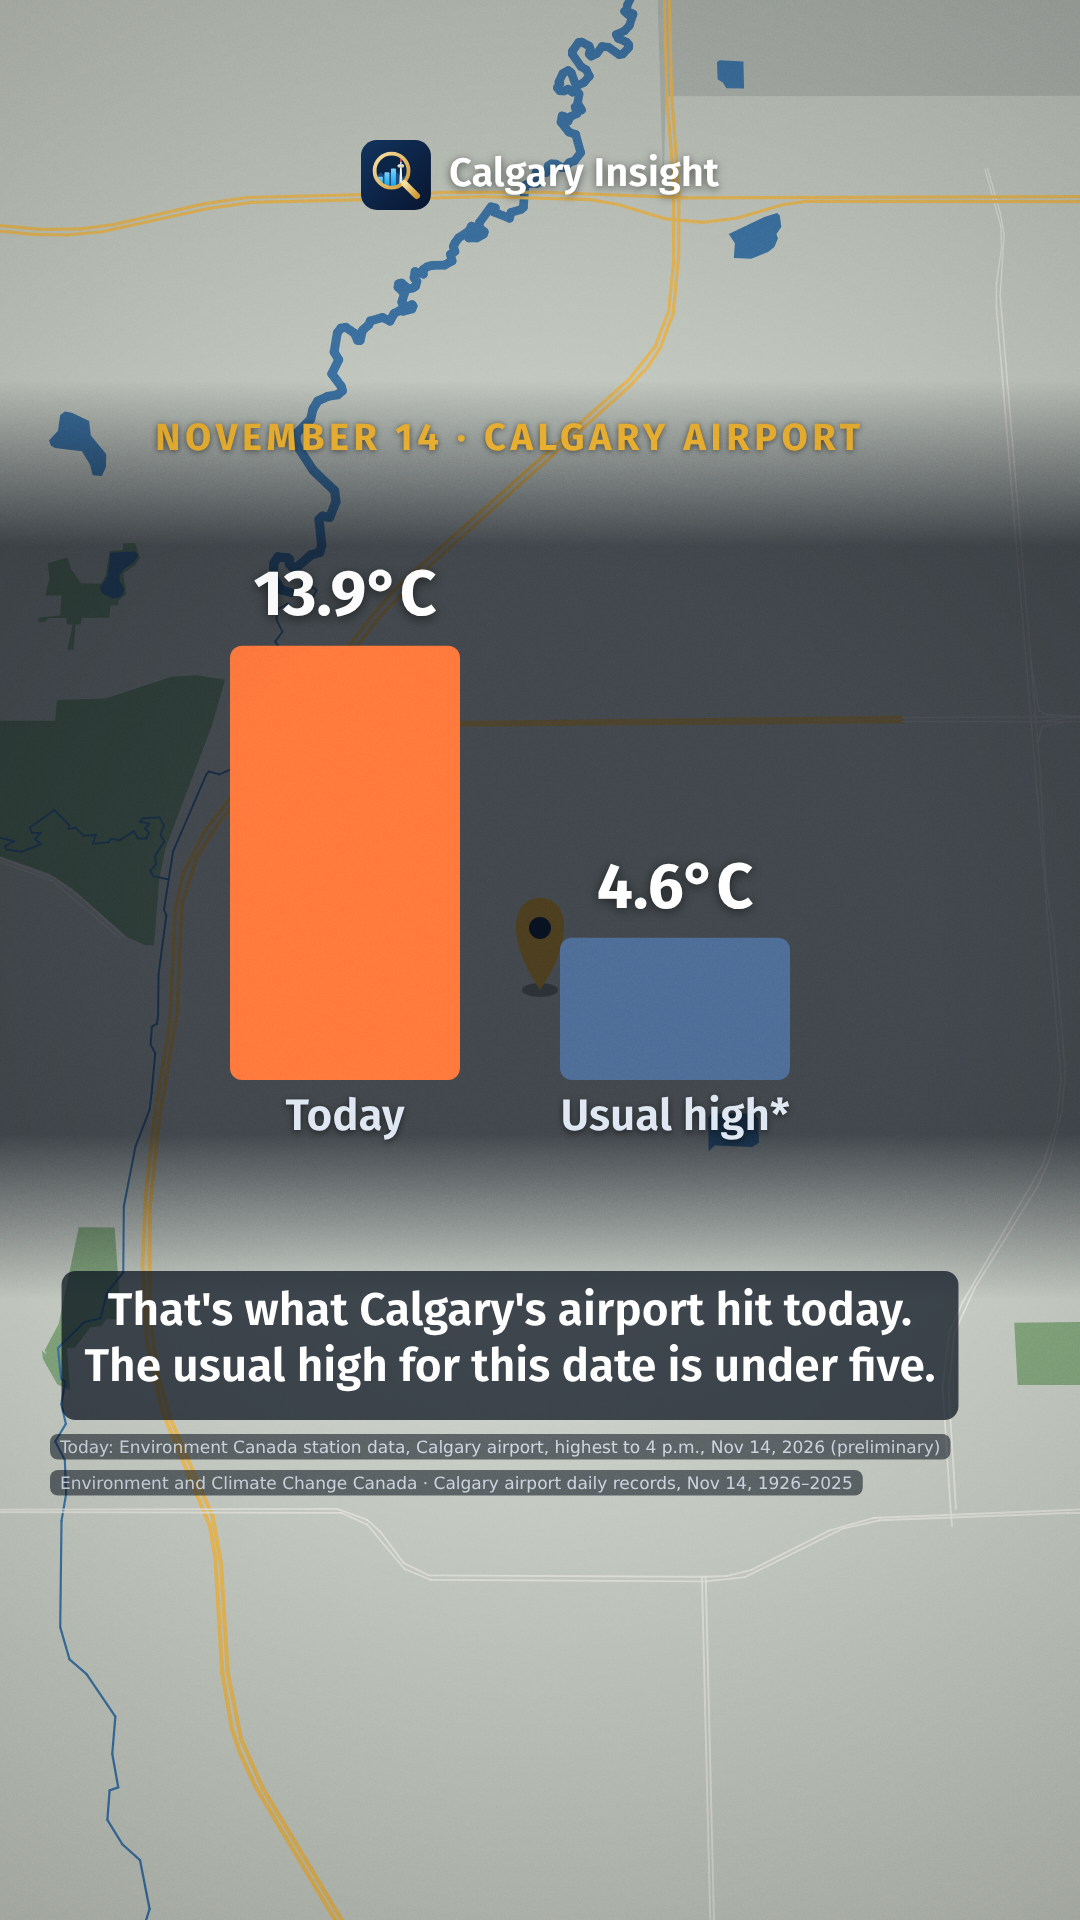 Calgary Insight
NOVEMBER 14 · CALGARY AIRPORT
13.9°C
4.6°C
Today
Usual high*
That's what Calgary's airport hit today.
The usual high for this date is under five.
Today: Environment Canada station data, Calgary airport, highest to 4 p.m., Nov 14, 2026 (preliminary)
Environment and Climate Change Canada · Calgary airport daily records, Nov 14, 1926–2025